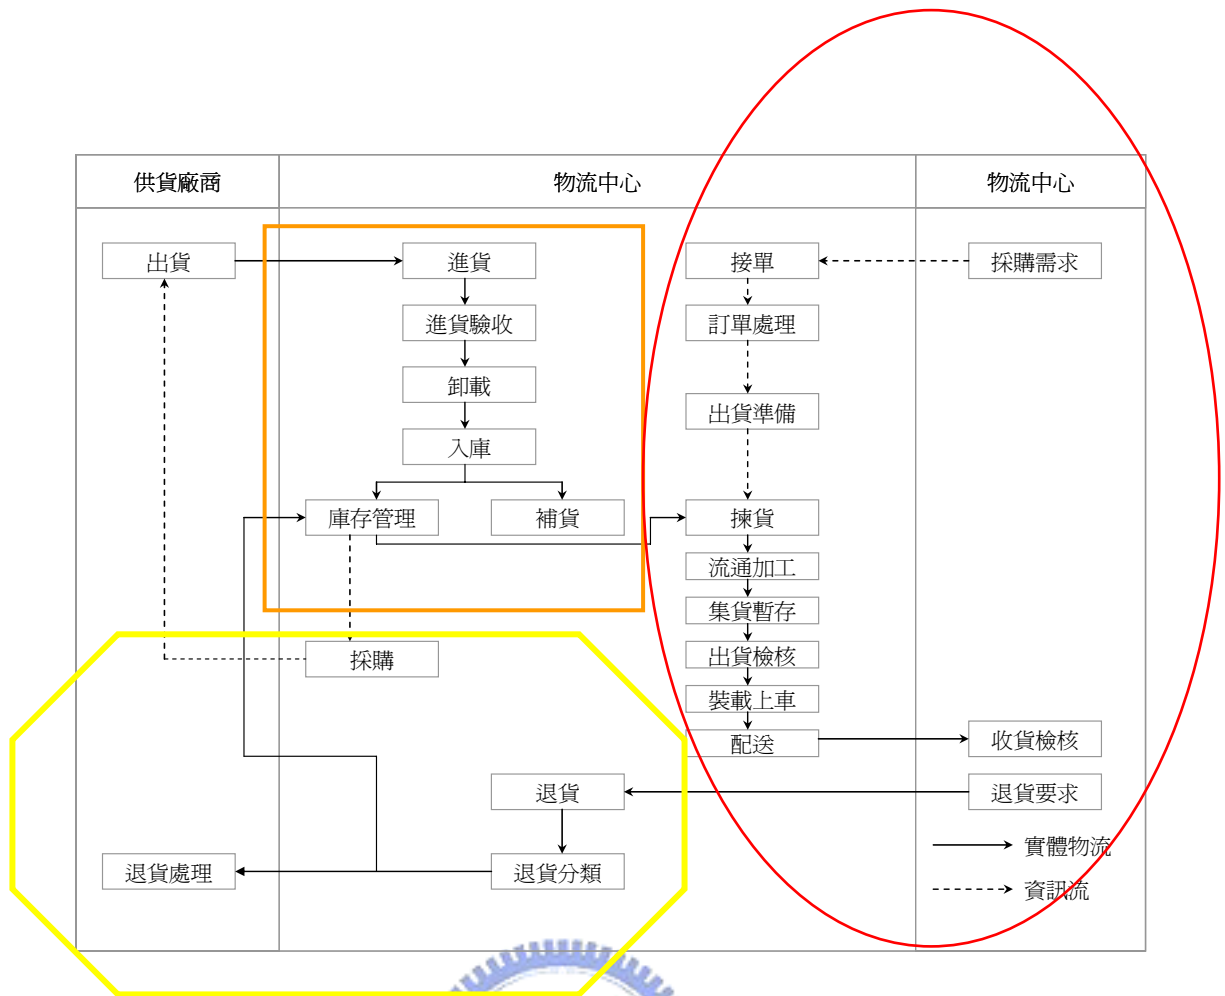 供貨廠商
物流中心
物流中心
出貨
進貨
接單
採購需求
進貨驗收
訂單處理
卸載
出貨準備
入庫
庫存管理
補貨
揀貨
流通加工
集貨暫存
採購
出貨檢核
裝載上車
配送
收貨檢核
退貨
退貨要求
實體物流
退貨處理
退貨分類
資訊流